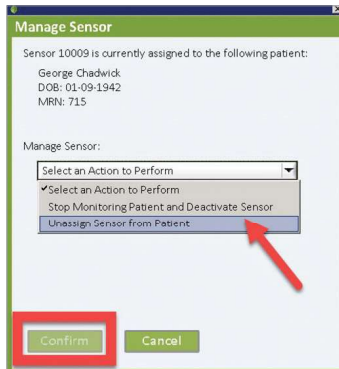 Manage Sensor
Sensor 10009 is currently assigned to the following patient:
George Chadwick
DOB: 01-09-1942
MRN: 715
Manage Sensor:
Select an Action to Perform
✔Select an Action to Perform
Stop Monitoring Patient and Deactivate Sensor
Unassign Sensor from Patient
Confirm
Cancel